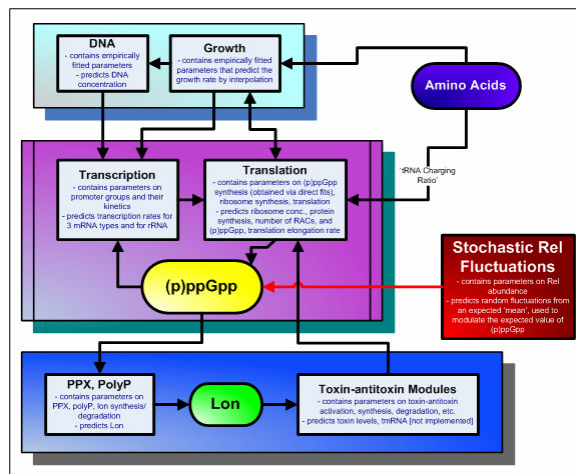 DNA
- contains empirically
fitted parameters
- predicts DNA
concentration
Growth
- contains empirically fitted
parameters that predict the
growth rate by interpolation
Amino Acids
'tRNA Charging
Ratio'
Transcription
- contains parameters on
promoter groups and their
kinetics
- predicts transcription rates for
3 mRNA types and for rRNA
Translation
- contains parameters on (p)ppGpp
synthesis (obtained via direct fits),
ribosome synthesis, translation
- predicts ribosome conc., protein
synthesis, number of RACs, and
(p)ppGpp, translation elongation rate
(p)ppGpp
Stochastic Rel
Fluctuations
- contains parameters on Rel
abundance
- predicts random fluctuations from
an expected 'mean', used to
modulate the expected value of
(p)ppGpp
PPX, PolyP
- contains parameters on
PPX, polyP, lon synthesis/
degradation
- predicts Lon
Lon
Toxin-antitoxin Modules
- contains parameters on toxin-antitoxin
activation, synthesis, degradation, etc.
- predicts toxin levels, tmRNA [not implemented]